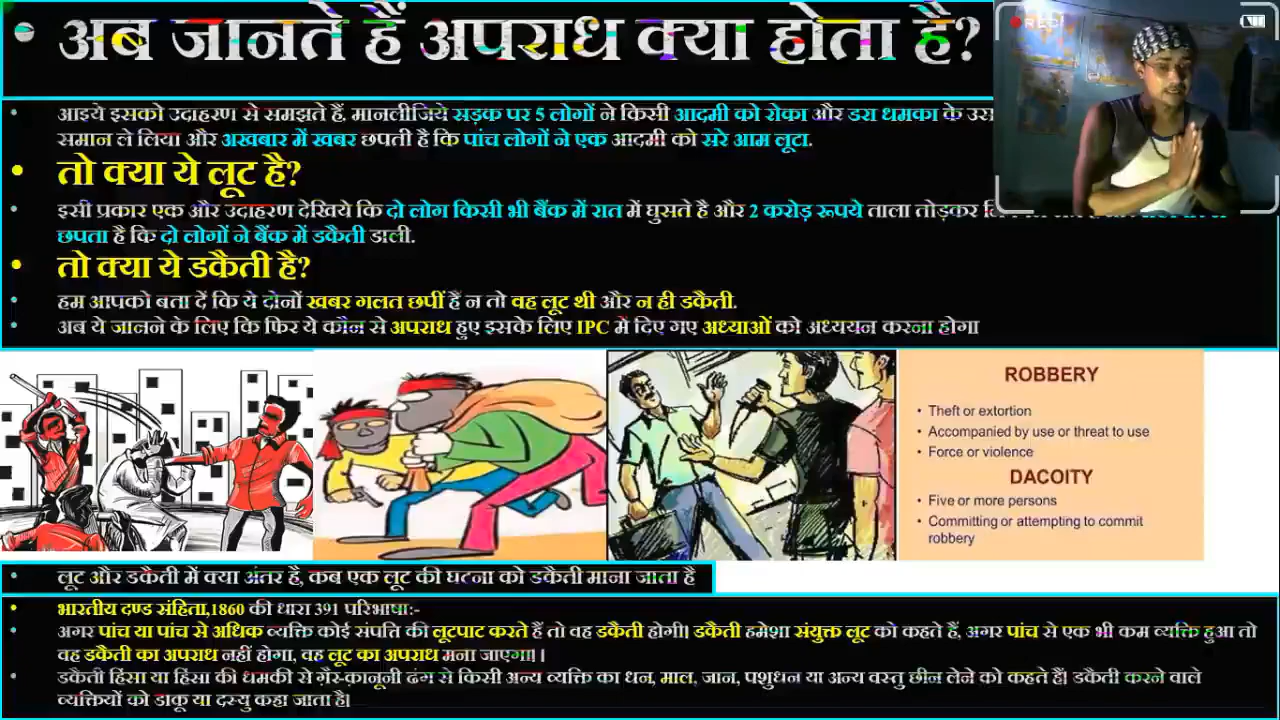 • अब जानते हैं अपराध क्या होता है?
REC
• आइये इसको उदाहरण से समझते हैं. मानलीजिये सड़क पर 5 लोगों ने किसी आदमी को रोका और डरा धमका के
समान ले लिया और अखबार में खबर छपती है कि पांच लोगों ने एक आदमी को सरे आम लूटा.
• तो क्या ये लूट है?
• इसी प्रकार एक और उदाहरण देखिये कि दो लोग किसी भी बैंक में रात में घुसते है और 2 करोड़ रूपये ताला तोड़कर
छपता है कि दो लोगों ने बैंक में डकैती डाली.
• तो क्या ये डकैती है?
• हम आपको बता दें कि ये दोनों खबर गलत छपीं हैं न तो वह लूट थी और न ही डकैती.
• अब ये जानने के लिए कि फिर ये कौन से अपराध हुए इसके लिए IPC में दिए गए अध्याओं को अध्ययन करना होगा
ROBBERY
• Theft or extortion
• Accompanied by use or threat to use
• Force or violence
DACOITY
• Five or more persons
• Committing or attempting to commit
robbery
• लूट और डकैती में क्या अंतर है, कब एक लूट की घटना को डकैती माना जाता है
• भारतीय दण्ड संहिता,1860 की धारा 391 परिभाषा:-
• अगर पांच या पांच से अधिक व्यक्ति कोई संपति की लूटपाट करते हैं तो वह डकैती होगी। डकैती हमेशा संयुक्त लूट को कहते हैं, अगर पांच से एक भी कम व्यक्ति हुआ तो
वह डकैती का अपराध नहीं होगा, वह लूट का अपराध मना जाएगा। ।
• डकैती हिंसा या हिंसा की धमकी से ग़ैर-क़ानूनी ढंग से किसी अन्य व्यक्ति का धन, माल, जान, पशुधन या अन्य वस्तु छीन लेने को कहते हैं। डकैती करने वाले
व्यक्तियों को डाकू या दस्यु कहा जाता है।